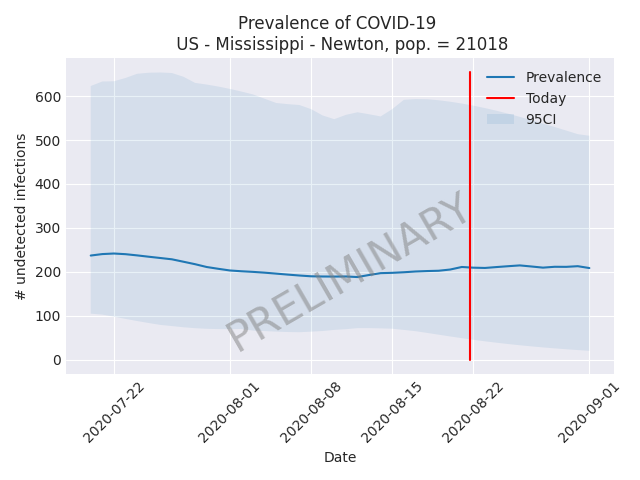 Prevalence of COVID-19
US - Mississippi - Newton, pop. = 21018
Prevalence
Today
95CI
# undetected infections
600
500
400
300
200
100
0
PRELIMINARY
2020-07-22
2020-08-01
2020-08-08
2020-08-15
2020-08-22
2020-09-01
Date